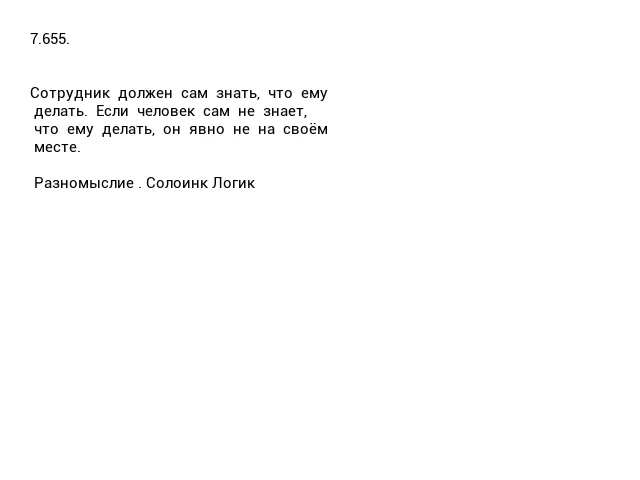 7.655.
Сотрудник должен сам знать, что ему
делать. Если человек сам не знает,
что ему делать, он явно не на своём
месте.
Разномыслие . Солоинк Логик